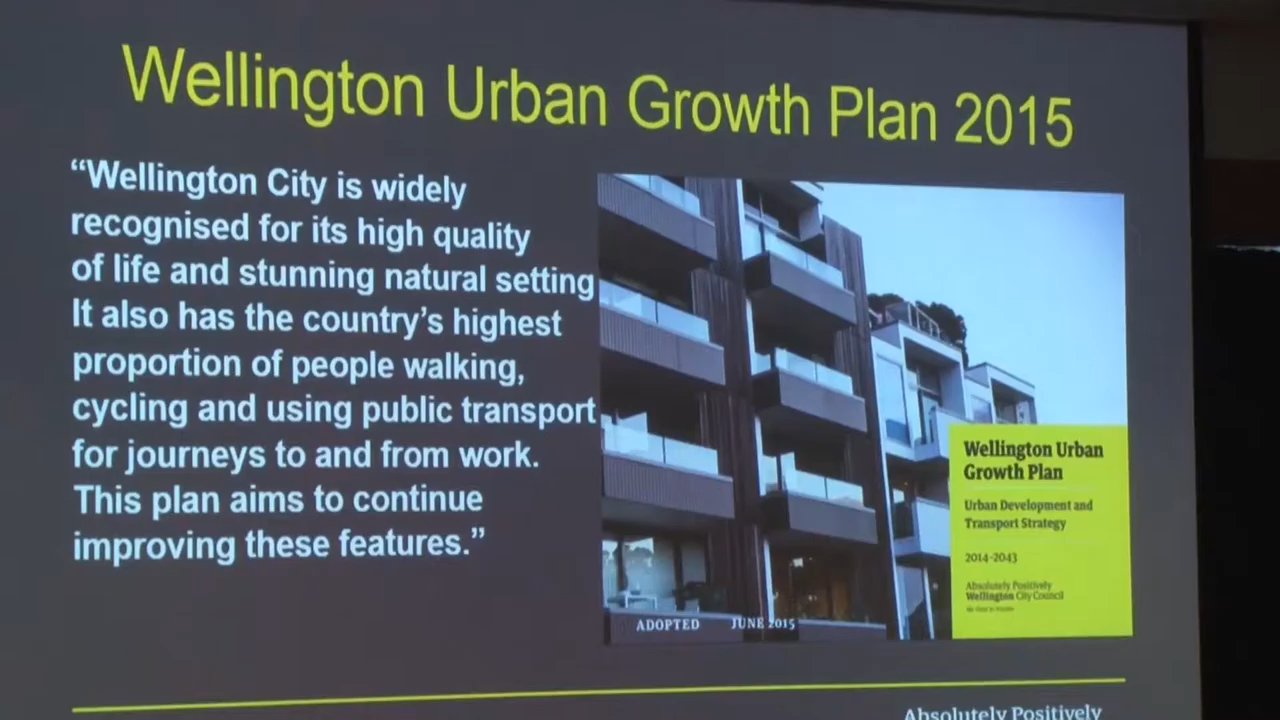 Wellington Urban Growth Plan 2015
“Wellington City is widely
recognised for its high quality
of life and stunning natural setting
It also has the country’s highest
proportion of people walking,
cycling and using public transport
for journeys to and from work.
This plan aims to continue
improving these features.”
Wellington Urban
Growth Plan
Urban Development and
Transport Strategy
2014-2043
Absolutely Positively
Wellington City Council
ADOPTED JUNE 2015
Absolutely Positively